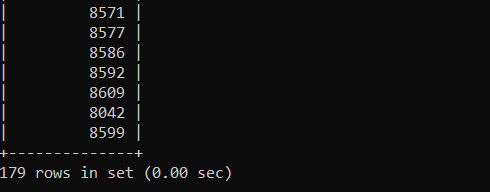 |         8571 |
|         8577 |
|         8586 |
|         8592 |
|         8609 |
|         8042 |
|         8599 |
+--------------+
179 rows in set (0.00 sec)